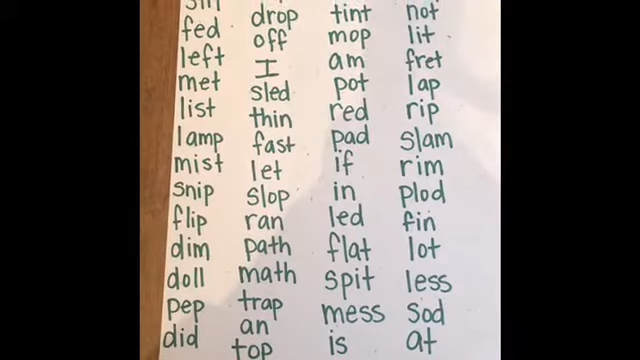 fed
left
met
list
lamp
mist
snip
flip
dim
doll
pep
did
drop
off
I
sled
thin
fast
let
slop
ran
path
math
trap
an
top
tint
mop
am
pot
red
pad
if
in
led
flat
spit
mess
is
not
lit
fret
lap
rip
slam
rim
plod
fin
lot
less
sod
at